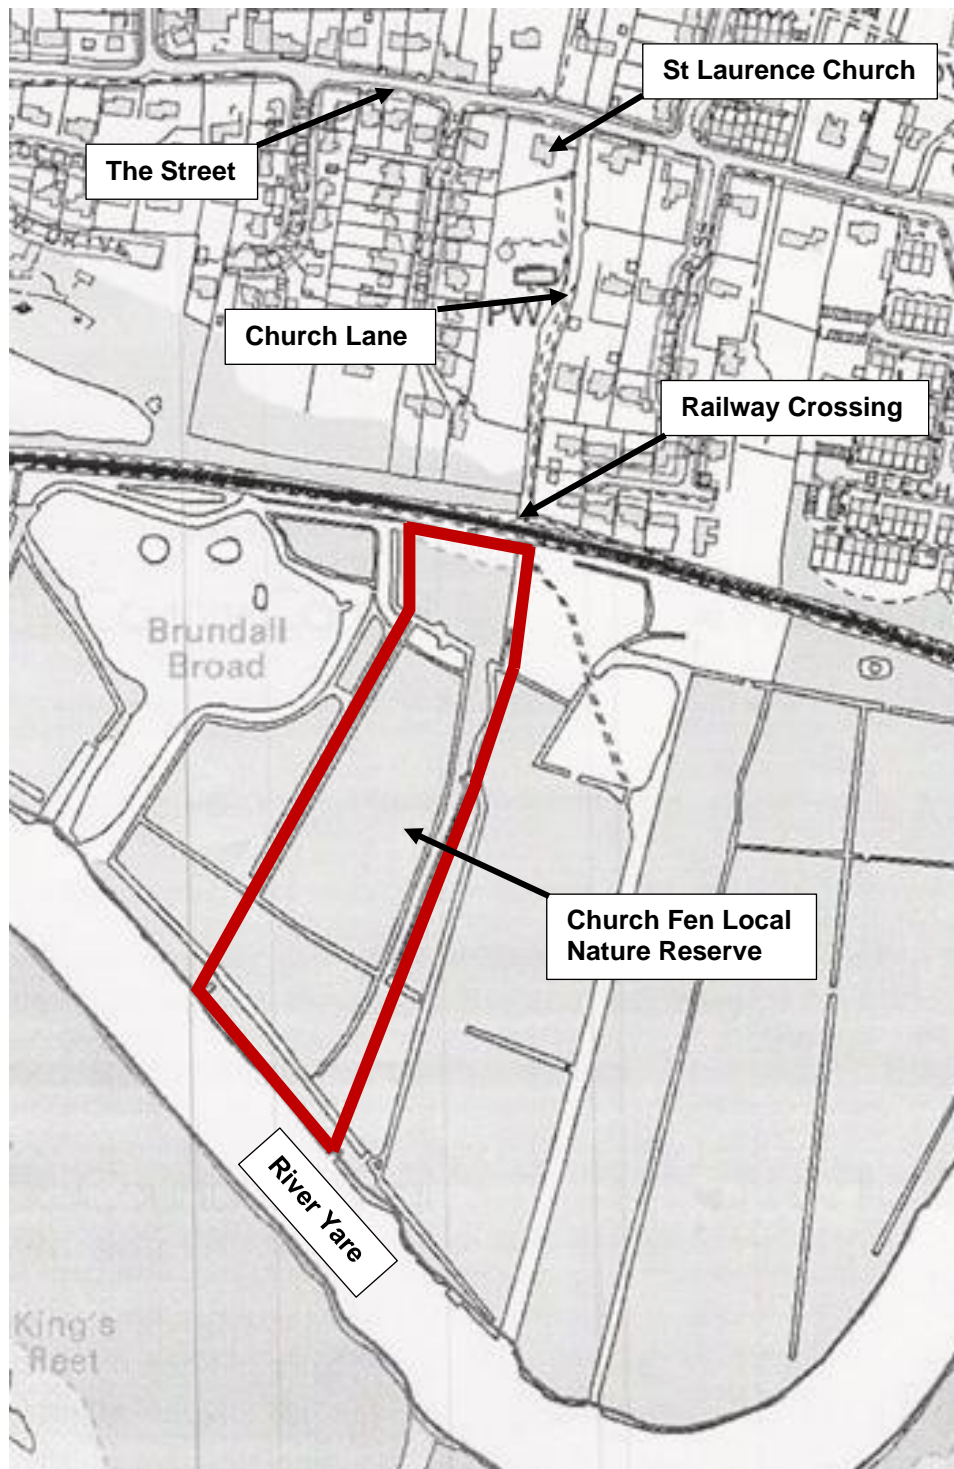 St Laurence Church
The Street
Church Lane
PW
Railway Crossing
Brundall
Broad
Church Fen Local
Nature Reserve
River Yare
King's
Fleet